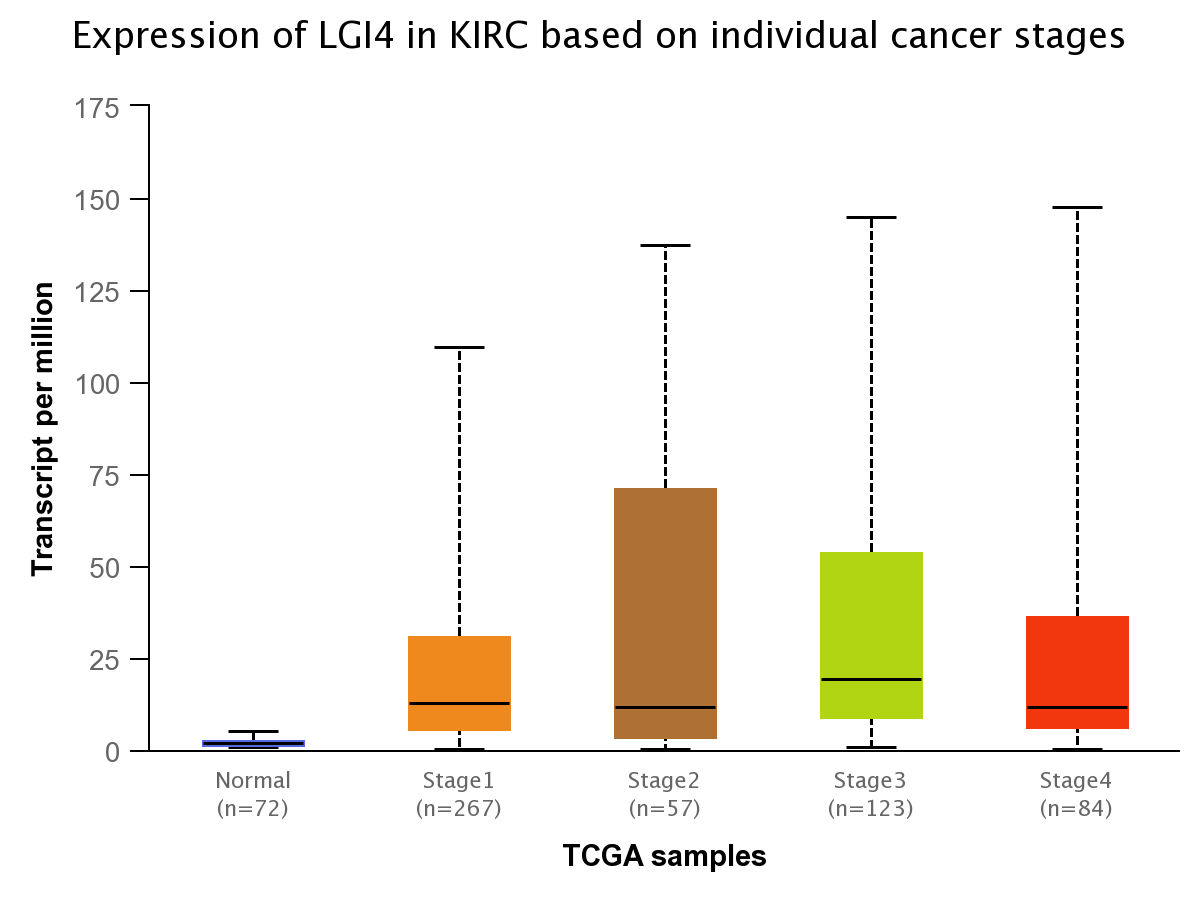 Expression of LGI4 in KIRC based on individual cancer stages
Transcript per million
175
150
125
100
75
50
25
0
Normal
(n=72)
Stage1
(n=267)
Stage2
(n=57)
Stage3
(n=123)
Stage4
(n=84)
TCGA samples